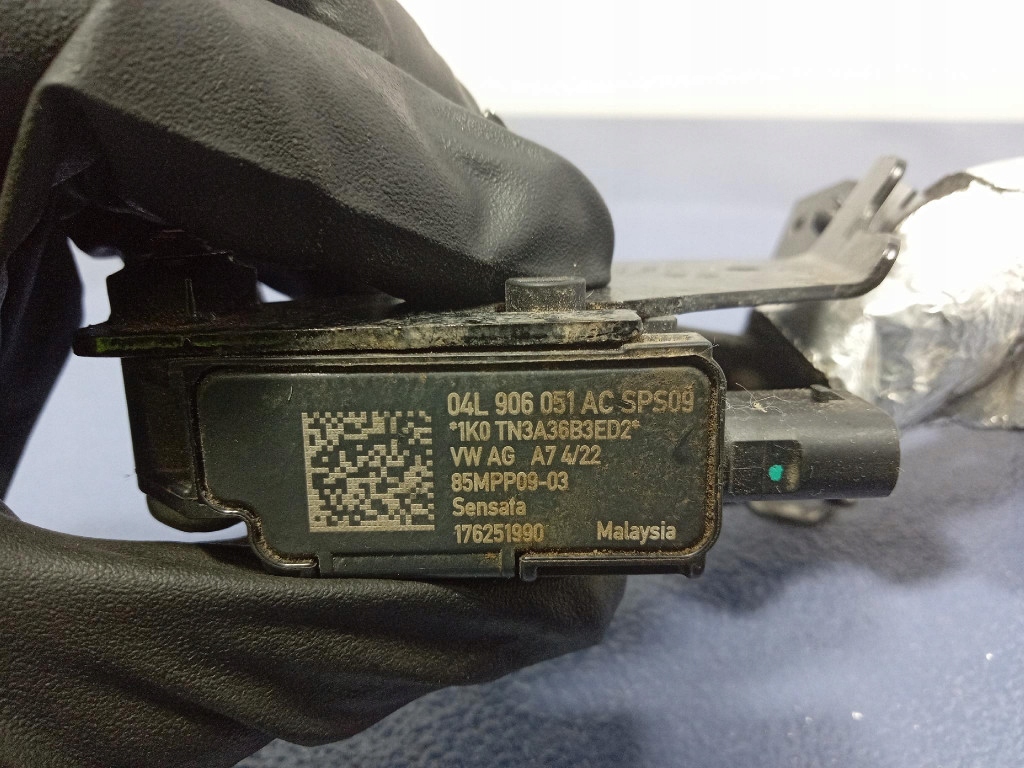 04L 906 051 AC SPS09
*1K0 TN3A36B3ED2*
VW AG A7 4/22
85MPP09-03
Sensata
176251990 Malaysia